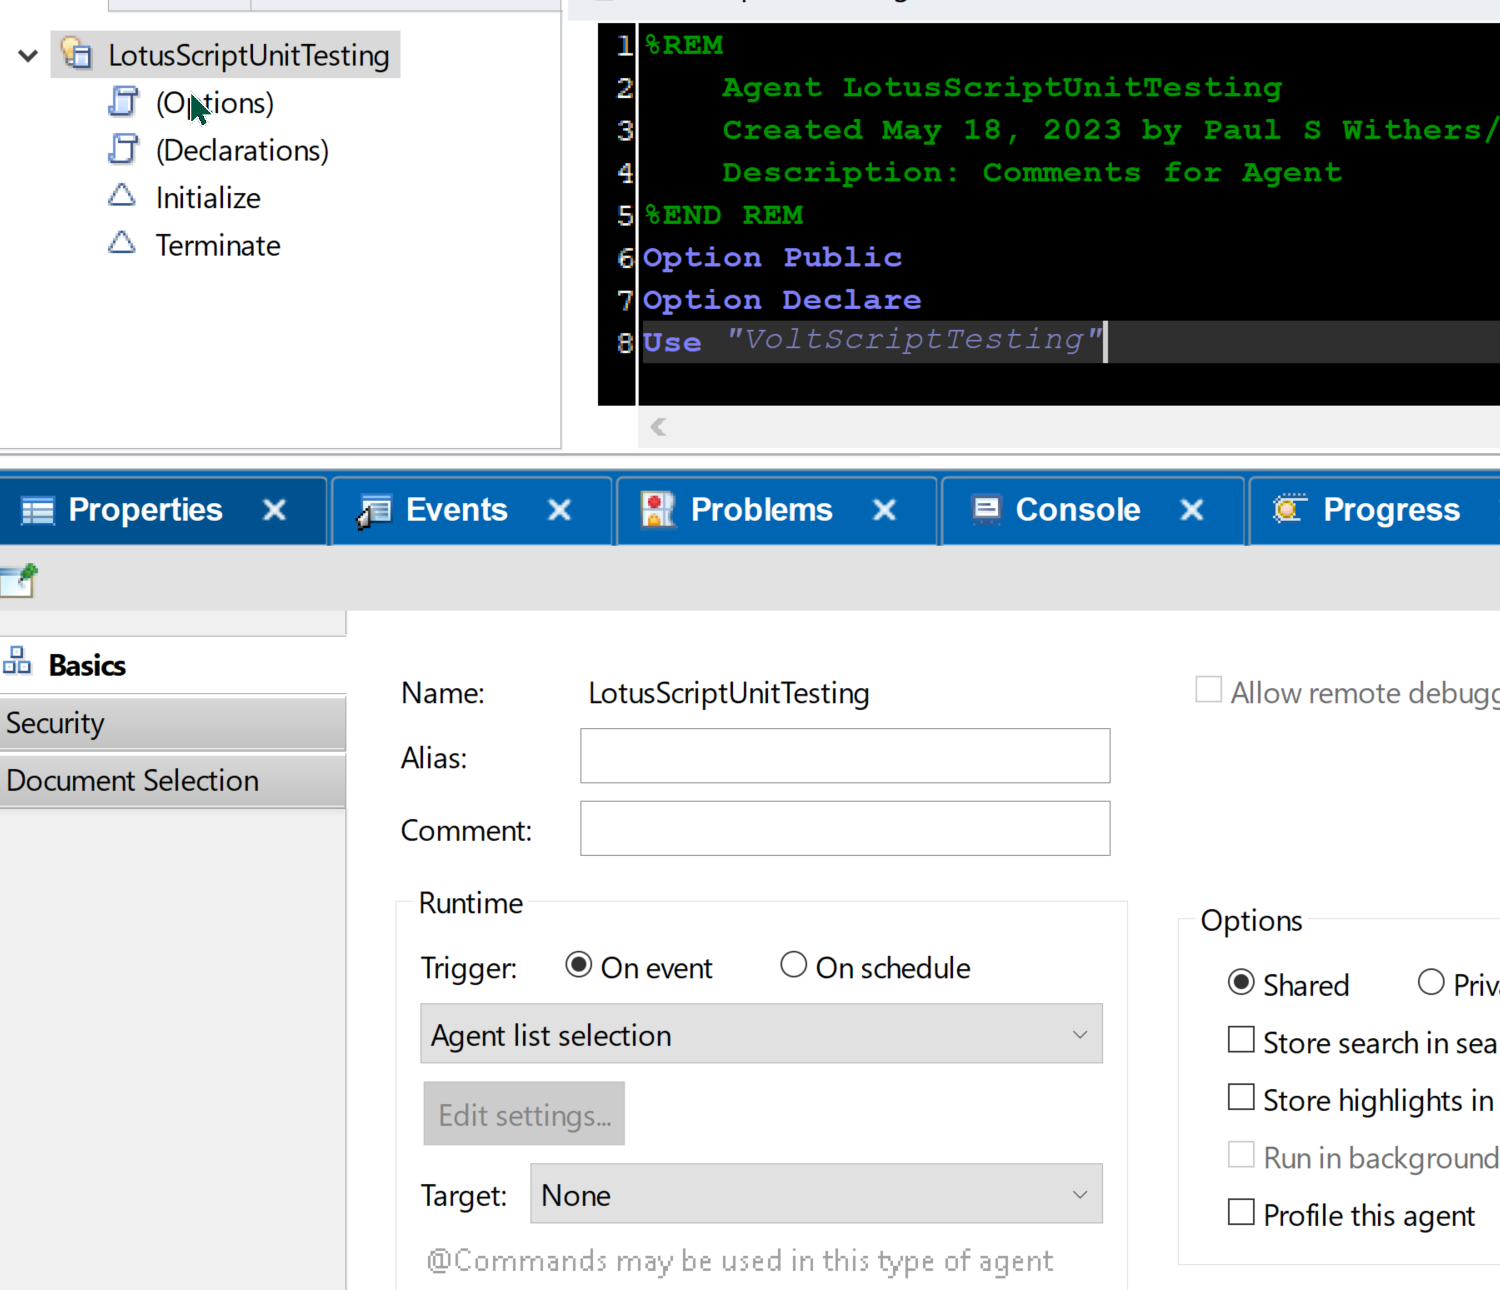 LotusScriptUnitTesting
(Options)
(Declarations)
Initialize
Terminate
1 %REM
2 Agent LotusScriptUnitTesting
3 Created May 18, 2023 by Paul S Withers/
4 Description: Comments for Agent
5 %END REM
6 Option Public
7 Option Declare
8 Use "VoltScriptTesting"
Properties Events Problems Console Progress
Basics
Security
Document Selection
Name: LotusScriptUnitTesting
Allow remote debugg
Alias:
Comment:
Runtime
Trigger: On event On schedule
Agent list selection
Edit settings...
Target: None
@Commands may be used in this type of agent
Options
Shared Priva
Store search in sea
Store highlights in
Run in background
Profile this agent